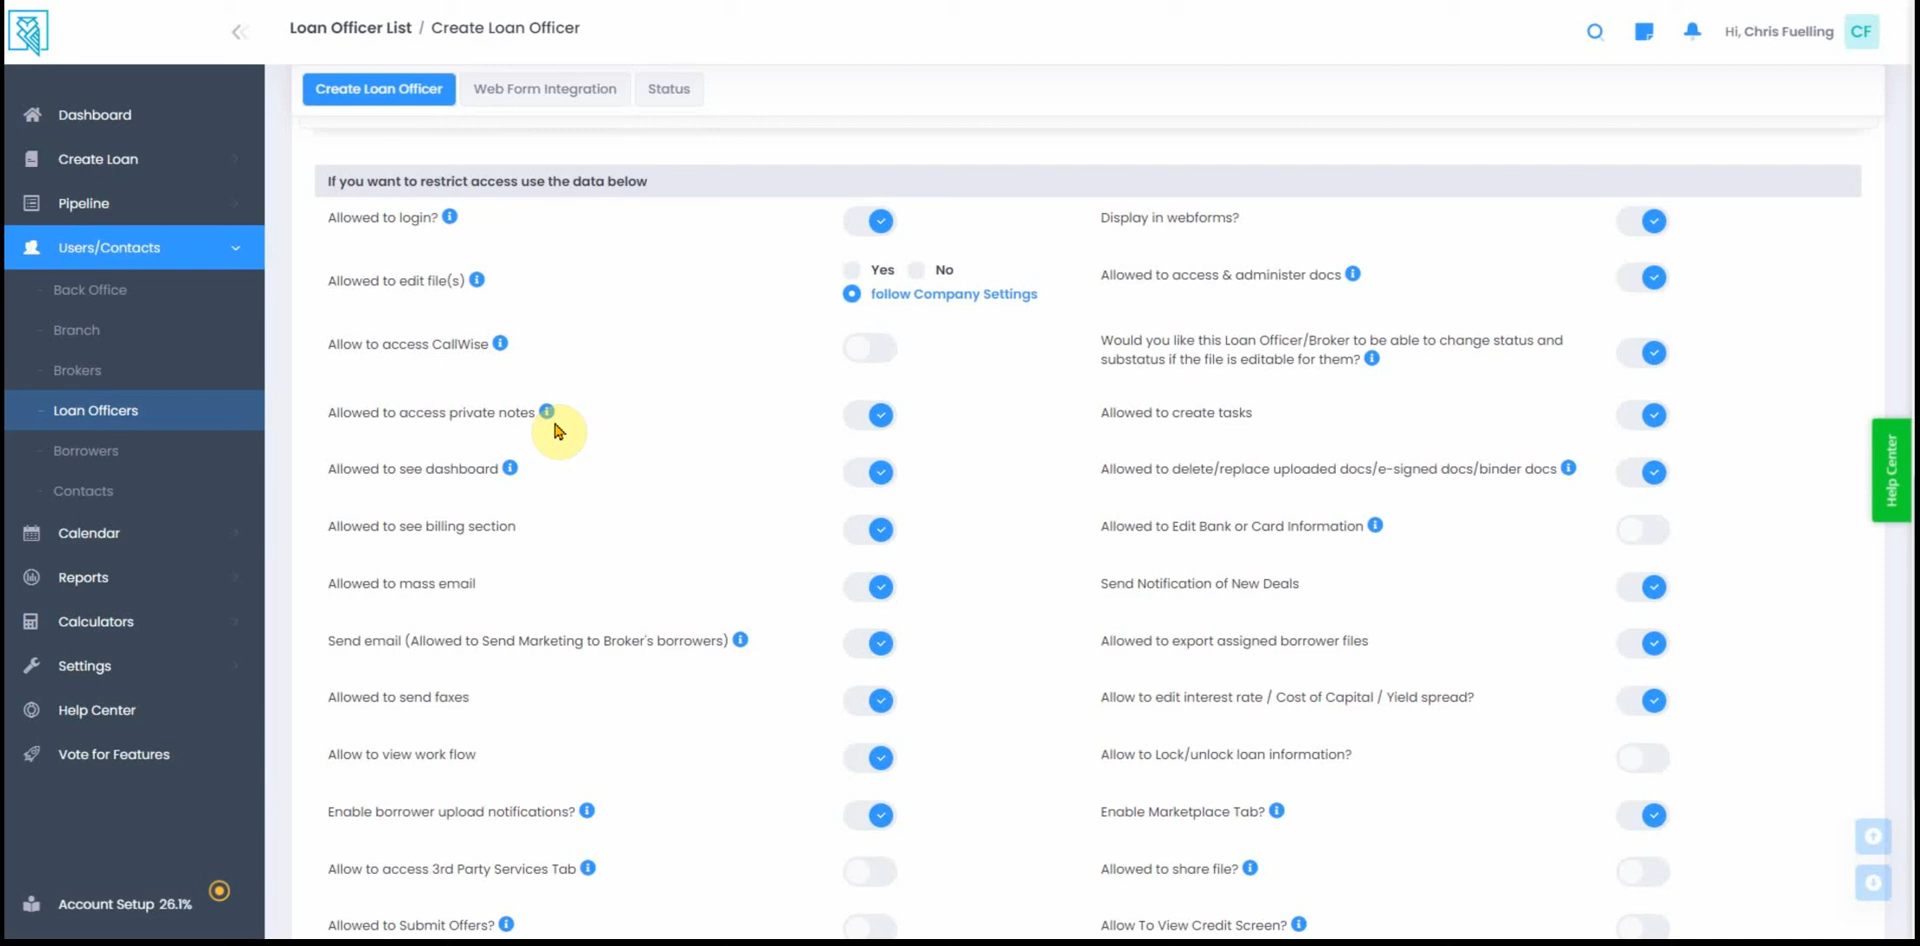 Loan Officer List / Create Loan Officer
Hi, Chris Fuelling CF
Create Loan Officer
Web Form Integration
Status
Dashboard
Create Loan
Pipeline
Users/Contacts
Back Office
Branch
Brokers
Loan Officers
Borrowers
Contacts
Calendar
Reports
Calculators
Settings
Help Center
Vote for Features
Account Setup 26.1%
If you want to restrict access use the data below
Allowed to login?
Display in webforms?
Allowed to edit file(s)
Yes
No
follow Company Settings
Allowed to access & administer docs
Allow to access CallWise
Would you like this Loan Officer/Broker to be able to change status and
substatus if the file is editable for them?
Allowed to access private notes
Allowed to create tasks
Allowed to see dashboard
Allowed to delete/replace uploaded docs/e-signed docs/binder docs
Allowed to see billing section
Allowed to Edit Bank or Card Information
Allowed to mass email
Send Notification of New Deals
Send email (Allowed to Send Marketing to Broker's borrowers)
Allowed to export assigned borrower files
Allowed to send faxes
Allow to edit interest rate / Cost of Capital / Yield spread?
Allow to view work flow
Allow to Lock/unlock loan information?
Enable borrower upload notifications?
Enable Marketplace Tab?
Allow to access 3rd Party Services Tab
Allowed to share file?
Allowed to Submit Offers?
Allow To View Credit Screen?
Help Center